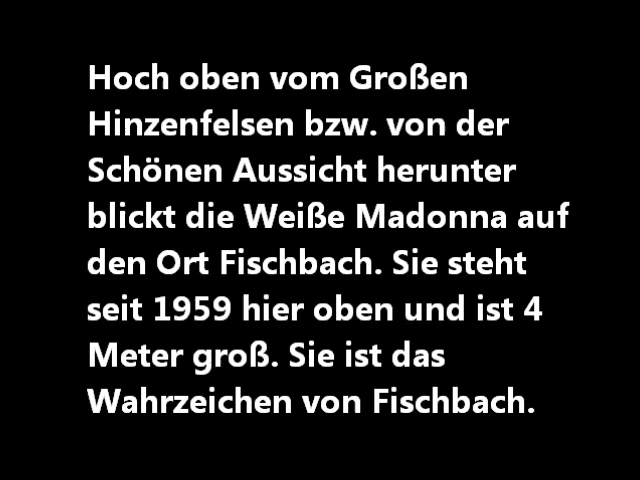 Hoch oben vom Großen
Hinzenfelsen bzw. von der
Schönen Aussicht herunter
blickt die Weiße Madonna auf
den Ort Fischbach. Sie steht
seit 1959 hier oben und ist 4
Meter groß. Sie ist das
Wahrzeichen von Fischbach.